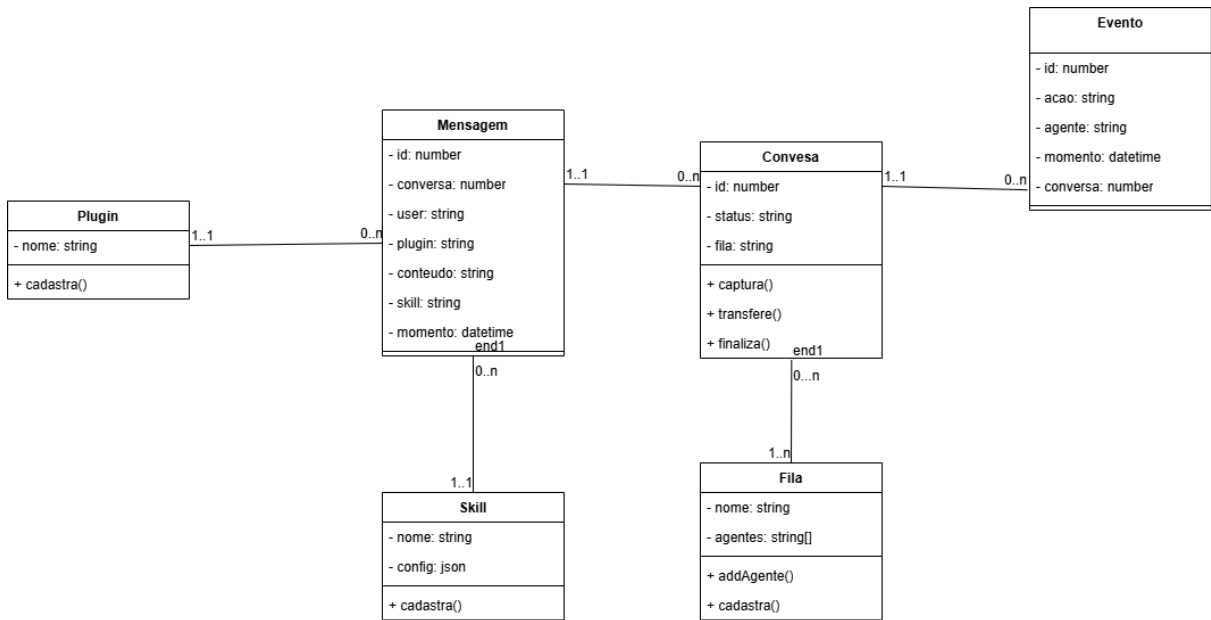 Evento
- id: number
- acao: string
- agente: string
- momento: datetime
- conversa: number
Mensagem
- id: number
- conversa: number
- user: string
- plugin: string
- conteudo: string
- skill: string
- momento: datetime
end1
0..n
1..1
0..n
Convesa
- id: number
- status: string
- fila: string
+ captura()
+ transfere()
+ finaliza()
end1
0...n
1..1
0..n
Plugin
- nome: string
+ cadastra()
1..1
0..n
1..1
Skill
- nome: string
- config: json
+ cadastra()
1..n
Fila
- nome: string
- agentes: string[]
+ addAgente()
+ cadastra()